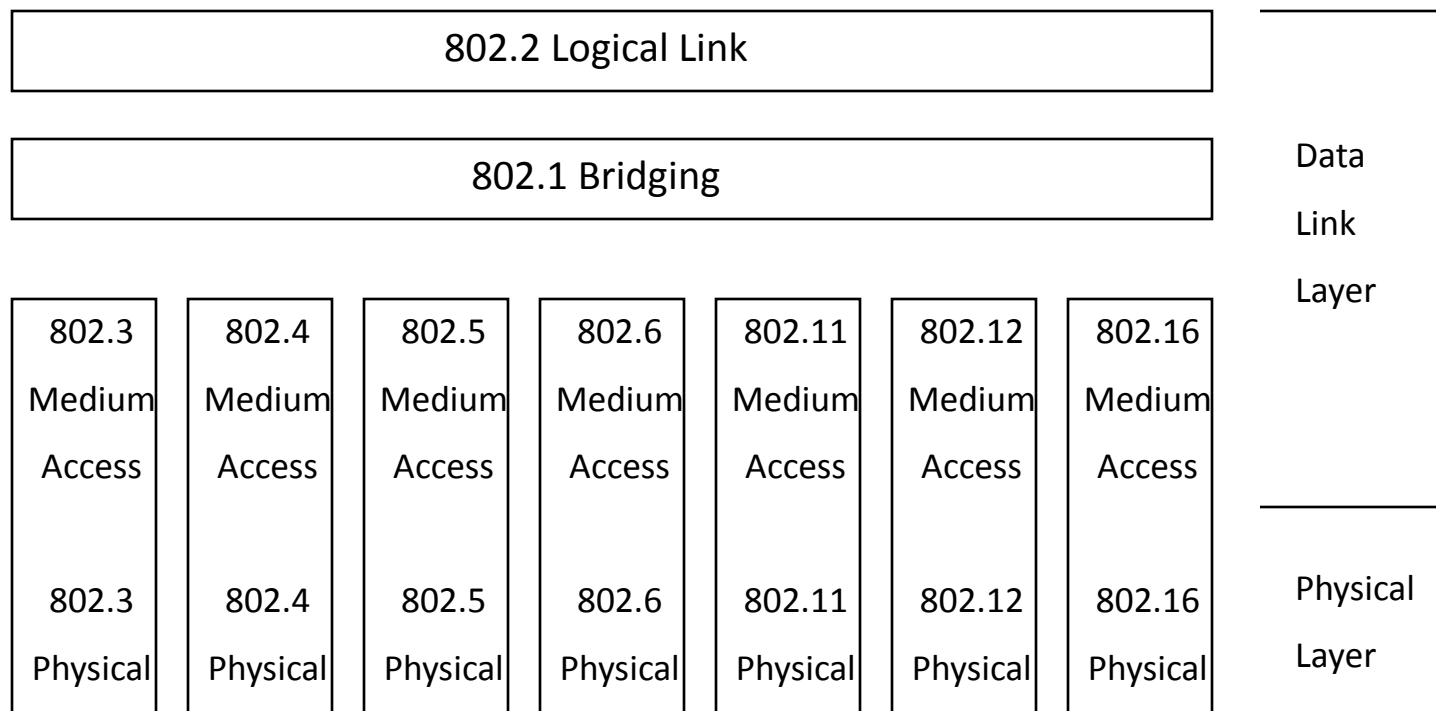 802.2 Logical Link
802.1 Bridging
Data
Link
Layer
802.3 802.4 802.5 802.6 802.11 802.12 802.16
Medium Medium Medium Medium Medium Medium Medium
Access Access Access Access Access Access Access
802.3 802.4 802.5 802.6 802.11 802.12 802.16
Physical Physical Physical Physical Physical Physical Physical
Physical
Layer